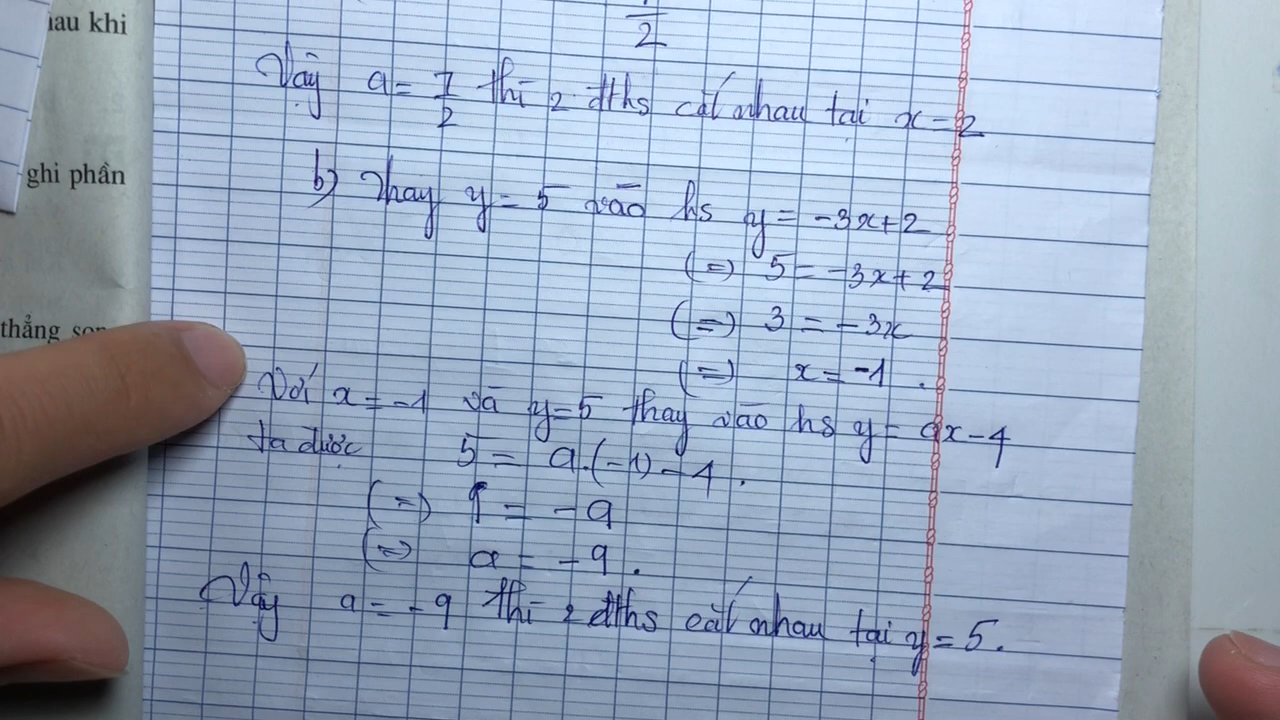 hau khi
2
Vậy a = 7/2 thì 2 đths cắt nhau tại x = 2
ghi phần
b) Thay y = 5 vào hs y = -3x+2
(=) 5 = -3x+2
(=) 3 = -3x
thẳng
(=) x = -1.
Với x = -1 và y=5 thay vào hs y = ax-4
ta được 5 = a.(-1)-4.
(=) 9 = -a
(=) a = -9.
Vậy a = -9 thì 2 đths cắt nhau tại y = 5.